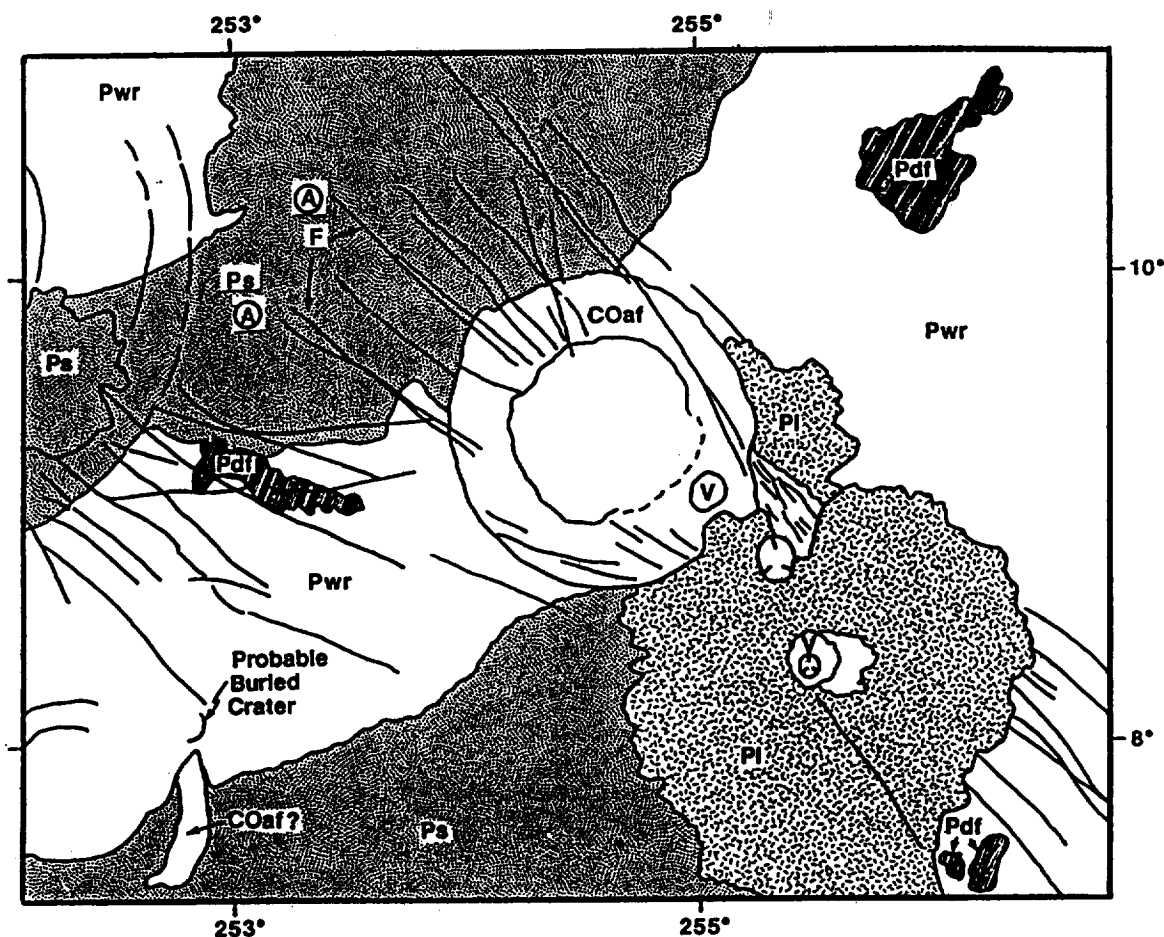 253°
255°
Pwr
Pdf
A
F
Ps
A
10°
COaf
Pwr
Ps
Pl
Pdf
V
Pwr
Probable
Buried
Crater
V
8°
Pl
COaf?
Ps
Pdf
253°
255°